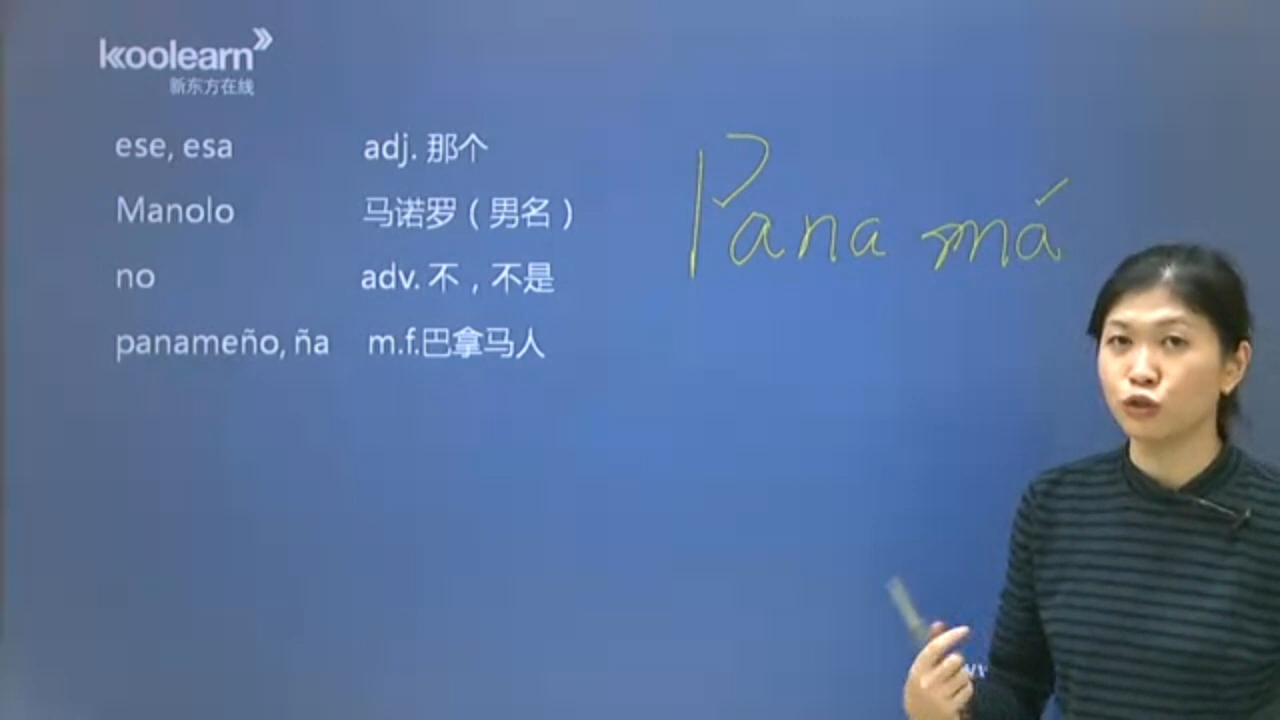 koolearn
新东方在线
ese, esa adj. 那个
Manolo 马诺罗（男名）
no adv. 不，不是
panameño, ña m.f.巴拿马人
Panamá